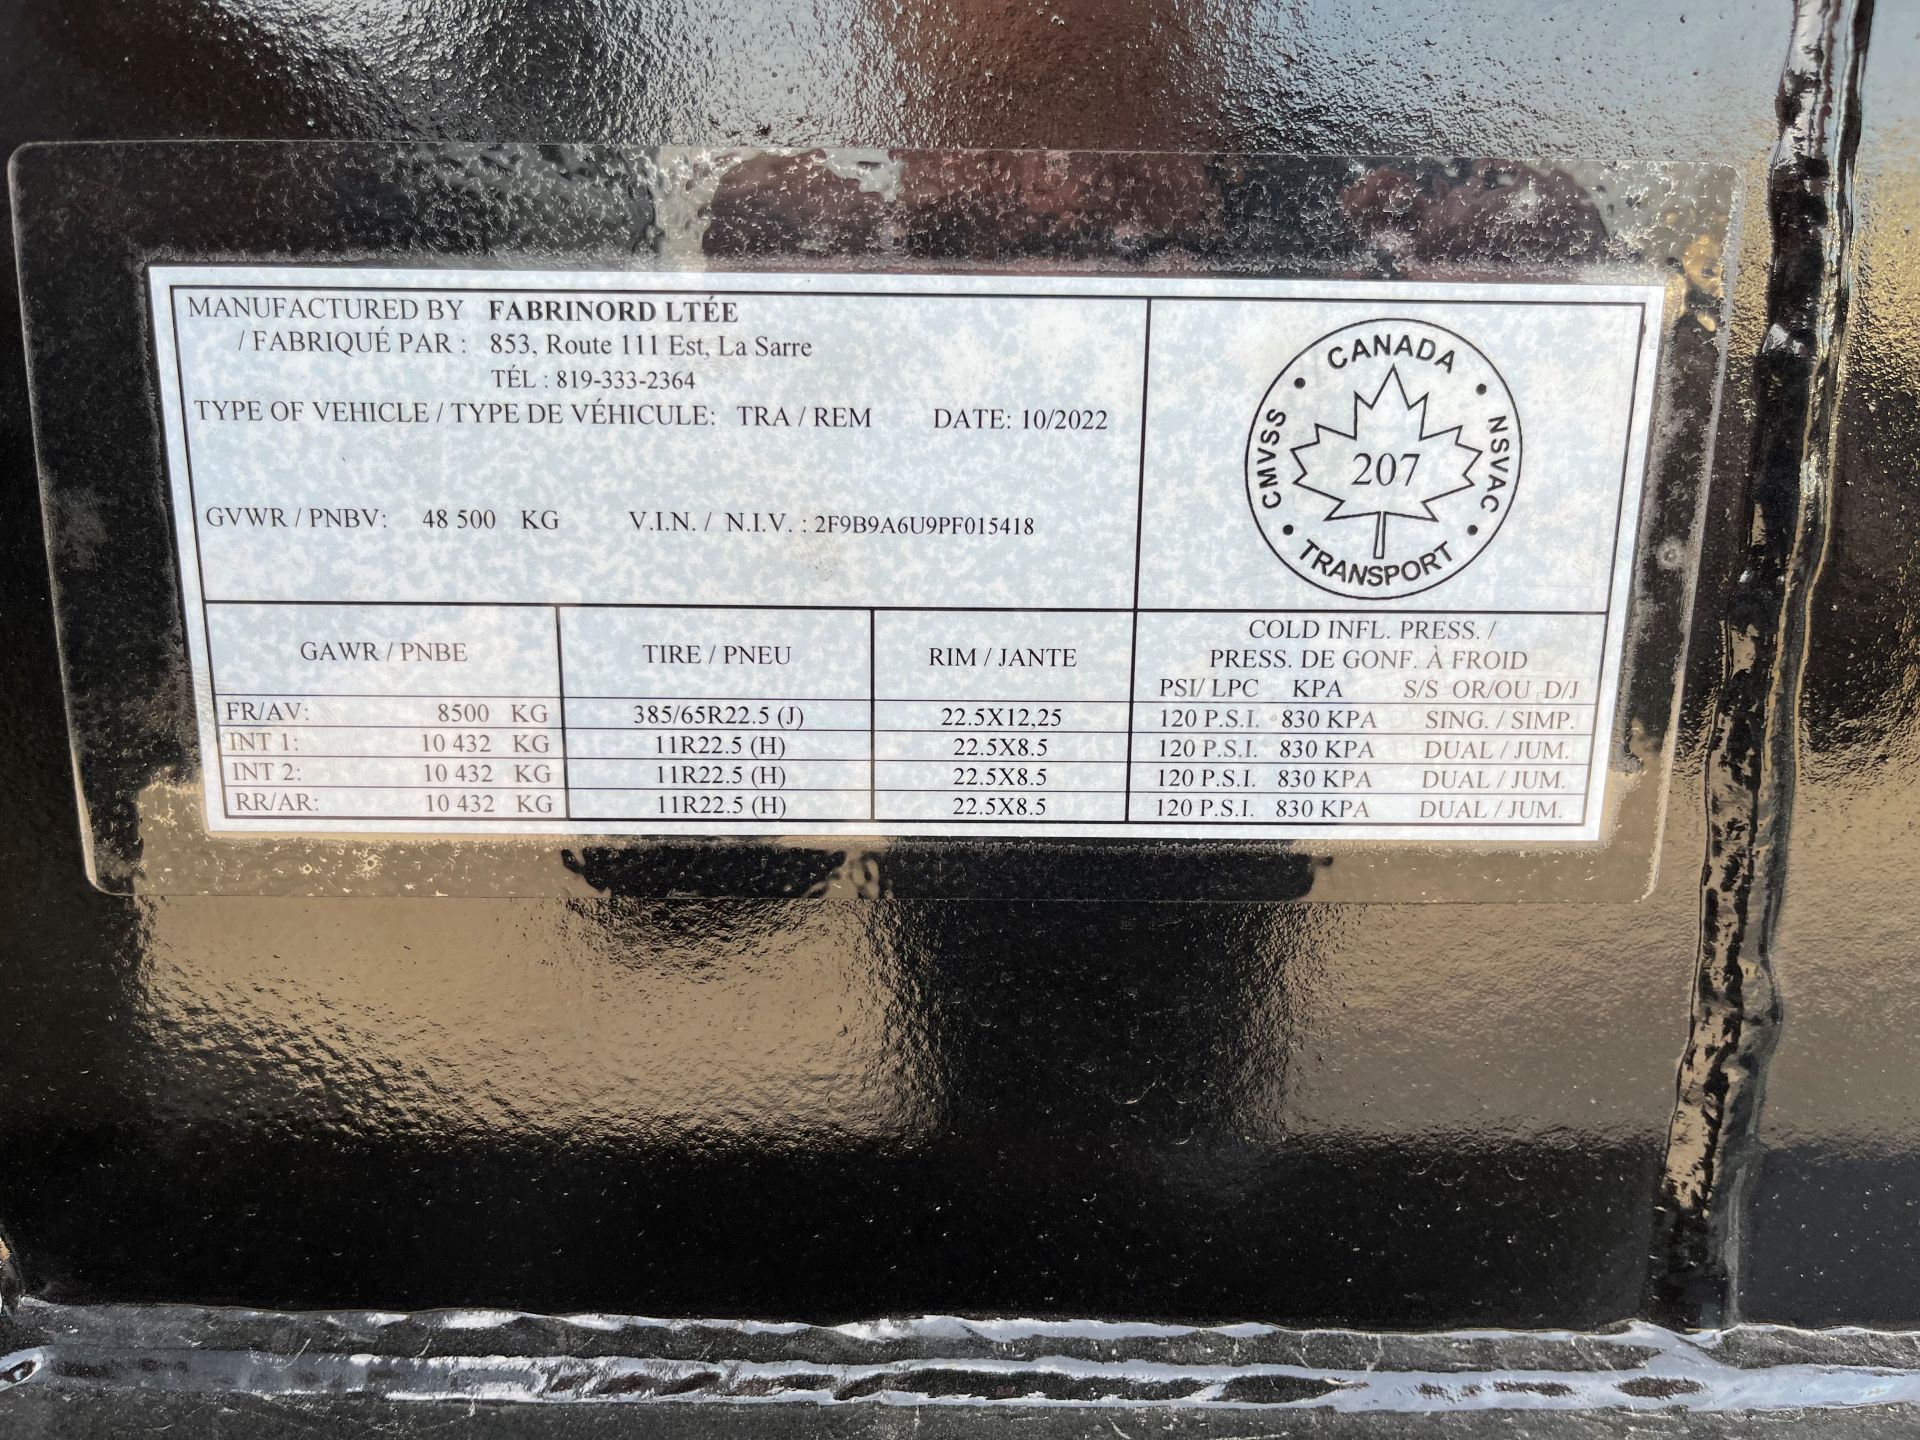 MANUFACTURED BY FABRINORD LTÉE
/ FABRIQUÉ PAR : 853, Route 111 Est, La Sarre
TÉL : 819-333-2364
TYPE OF VEHICLE / TYPE DE VÉHICULE: TRA / REM DATE: 10/2022
GVWR / PNBV: 48 500 KG V.I.N. / N.I.V. : 2F9B9A6U9PF015418
CANADA
CMVSS
207
NSVAC
TRANSPORT
GAWR / PNBE TIRE / PNEU RIM / JANTE COLD INFL. PRESS. /
PRESS. DE GONF. À FROID
PSI/ LPC KPA S/S OR/OU D/J
FR/AV: 8500 KG 385/65R22.5 (J) 22.5X12,25 120 P.S.I. 830 KPA SING. / SIMP.
INT 1: 10 432 KG 11R22.5 (H) 22.5X8.5 120 P.S.I. 830 KPA DUAL / JUM.
INT 2: 10 432 KG 11R22.5 (H) 22.5X8.5 120 P.S.I. 830 KPA DUAL / JUM.
RR/AR: 10 432 KG 11R22.5 (H) 22.5X8.5 120 P.S.I. 830 KPA DUAL / JUM.